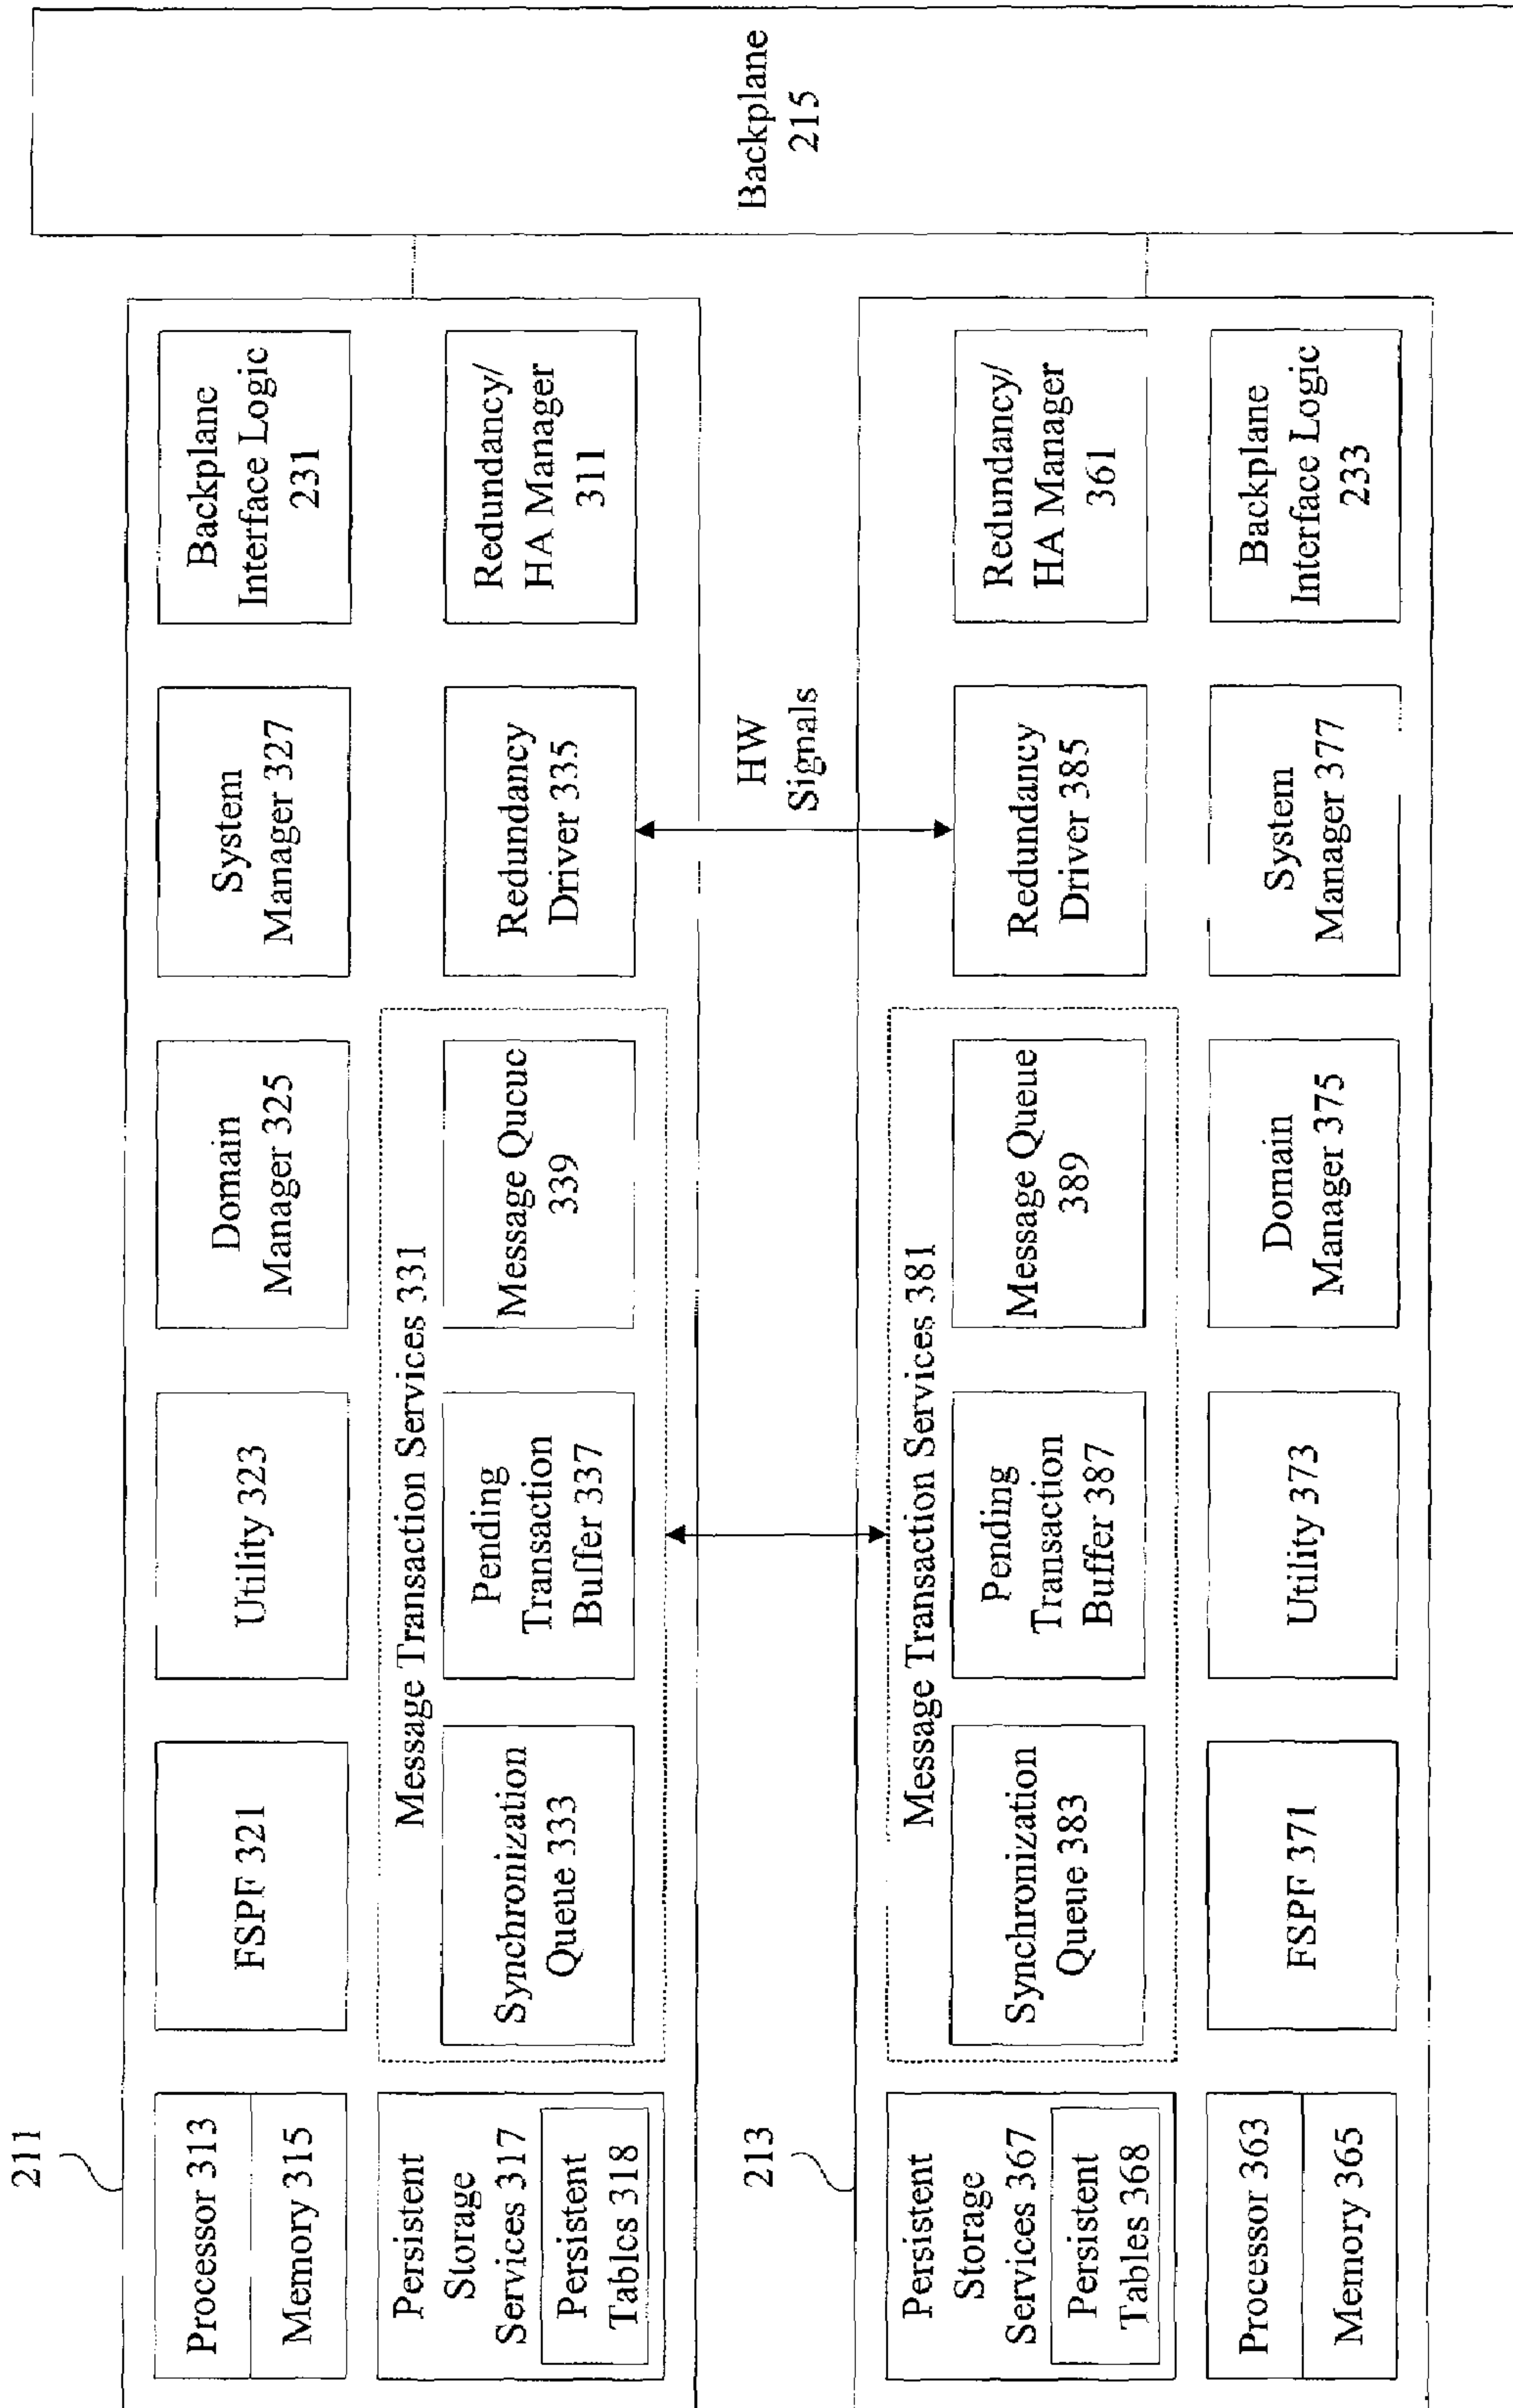 211
Processor 313
Memory 315
FSPF 321
Utility 323
Domain
Manager 325
System
Manager 327
Backplane
Interface Logic
231
Persistent
Storage
Services 317
Persistent
Tables 318
Message Transaction Services 331
Synchronization
Queue 333
Pending
Transaction
Buffer 337
Message Queue
339
Redundancy
Driver 335
Redundancy/
HA Manager
311
HW
Signals
Backplane
215
213
Persistent
Storage
Services 367
Persistent
Tables 368
Message Transaction Services 381
Synchronization
Queue 383
Pending
Transaction
Buffer 387
Message Queue
389
Redundancy
Driver 385
Redundancy/
HA Manager
361
Processor 363
Memory 365
FSPF 371
Utility 373
Domain
Manager 375
System
Manager 377
Backplane
Interface Logic
233